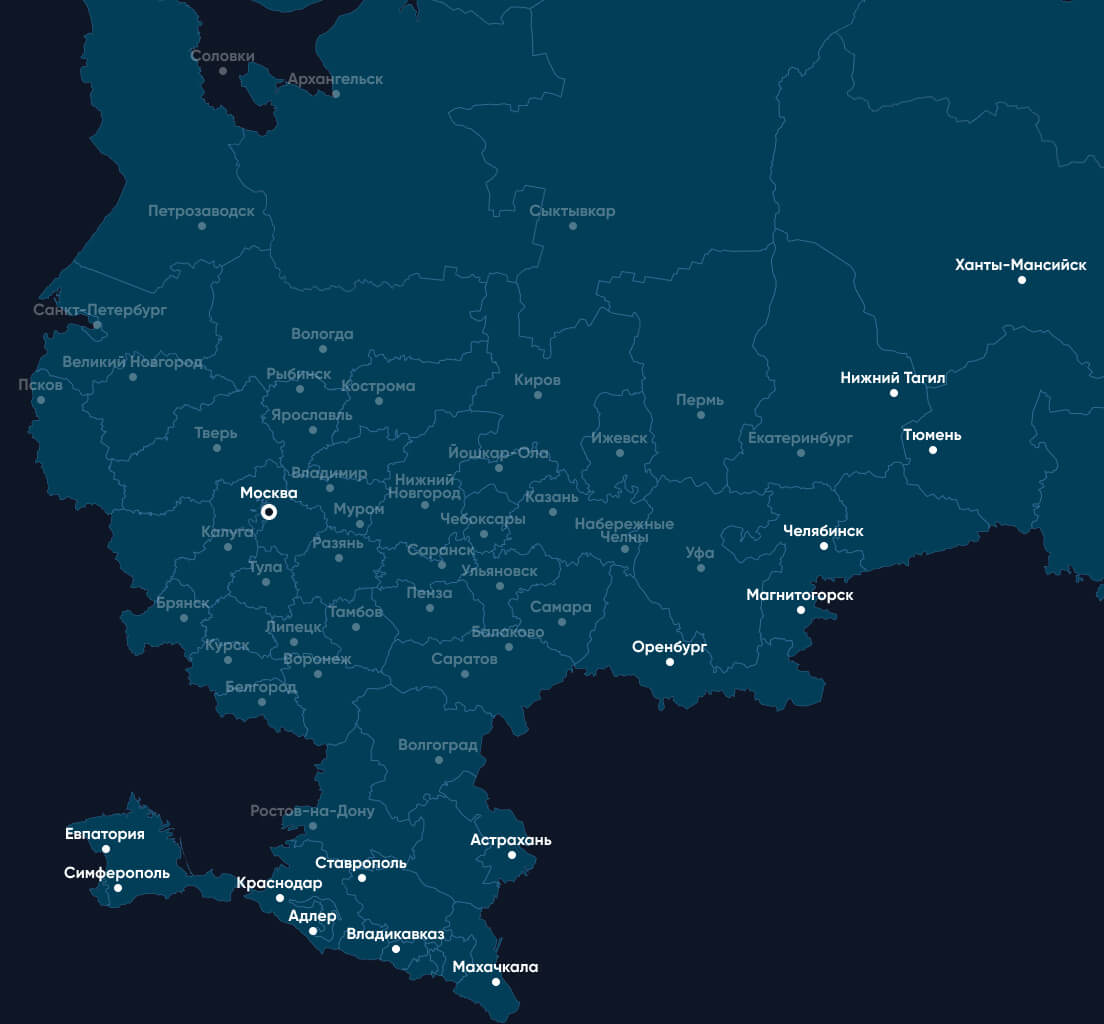 Соловки
Архангельск
Петрозаводск
Сыктывкар
Ханты-Мансийск
Санкт-Петербург
Вологда
Великий Новгород
Рыбинск
Псков
Кострома
Киров
Нижний Тагил
Пермь
Ярославль
Тверь
Ижевск
Екатеринбург
Тюмень
Йошкар-Ола
Владимир
Нижний
Новгород
Москва
Казань
Муром
Чебоксары
Набережные
Челны
Калуга
Челябинск
Разянь
Саранск
Уфа
Тула
Ульяновск
Пенза
Магнитогорск
Брянск
Самара
Тамбов
Липецк
Балаково
Курск
Оренбург
Воронеж
Саратов
Белгород
Волгоград
Ростов-на-Дону
Евпатория
Астрахань
Ставрополь
Симферополь
Краснодар
Адлер
Владикавказ
Махачкала